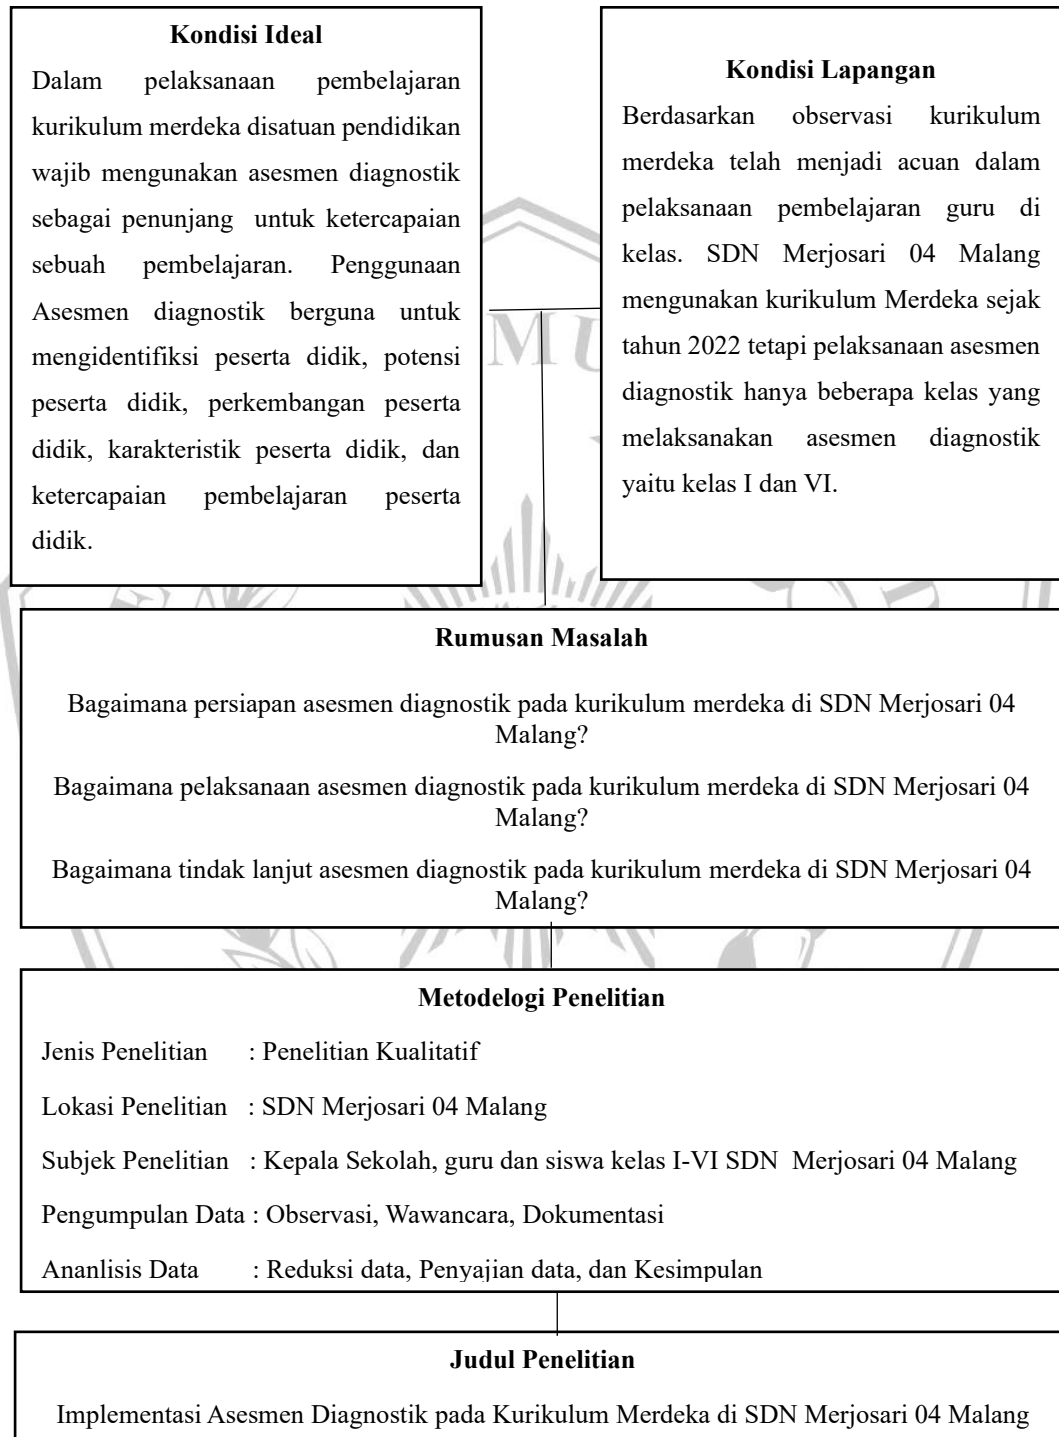 Kondisi Ideal
Dalam pelaksanaan pembelajaran
kurikulum merdeka disatuan pendidikan
wajib mengunakan asesmen diagnostik
sebagai penunjang untuk ketercapaian
sebuah pembelajaran. Penggunaan
Asesmen diagnostik berguna untuk
mengidentifiksi peserta didik, potensi
peserta didik, perkembangan peserta
didik, karakteristik peserta didik, dan
ketercapaian pembelajaran peserta
didik.
Kondisi Lapangan
Berdasarkan observasi kurikulum
merdeka telah menjadi acuan dalam
pelaksanaan pembelajaran guru di
kelas. SDN Merjosari 04 Malang
mengunakan kurikulum Merdeka sejak
tahun 2022 tetapi pelaksanaan asesmen
diagnostik hanya beberapa kelas yang
melaksanakan asesmen diagnostik
yaitu kelas I dan VI.
Rumusan Masalah
Bagaimana persiapan asesmen diagnostik pada kurikulum merdeka di SDN Merjosari 04
Malang?
Bagaimana pelaksanaan asesmen diagnostik pada kurikulum merdeka di SDN Merjosari 04
Malang?
Bagaimana tindak lanjut asesmen diagnostik pada kurikulum merdeka di SDN Merjosari 04
Malang?
Metodelogi Penelitian
Jenis Penelitian : Penelitian Kualitatif
Lokasi Penelitian : SDN Merjosari 04 Malang
Subjek Penelitian : Kepala Sekolah, guru dan siswa kelas I-VI SDN Merjosari 04 Malang
Pengumpulan Data : Observasi, Wawancara, Dokumentasi
Ananlisis Data : Reduksi data, Penyajian data, dan Kesimpulan
Judul Penelitian
Implementasi Asesmen Diagnostik pada Kurikulum Merdeka di SDN Merjosari 04 Malang